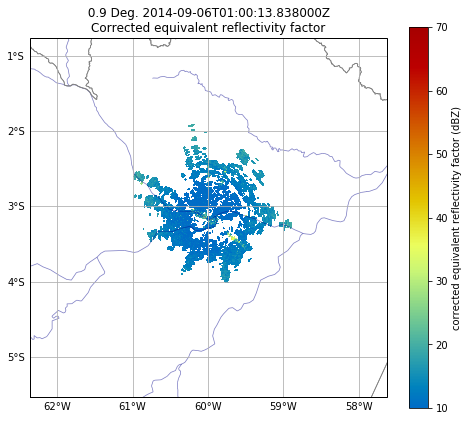 0.9 Deg. 2014-09-06T01:00:13.838000Z
Corrected equivalent reflectivity factor
1°S
2°S
3°S
4°S
5°S
62°W 61°W 60°W 59°W 58°W
70
60
50
40
30
20
10
corrected equivalent reflectivity factor (dBZ)